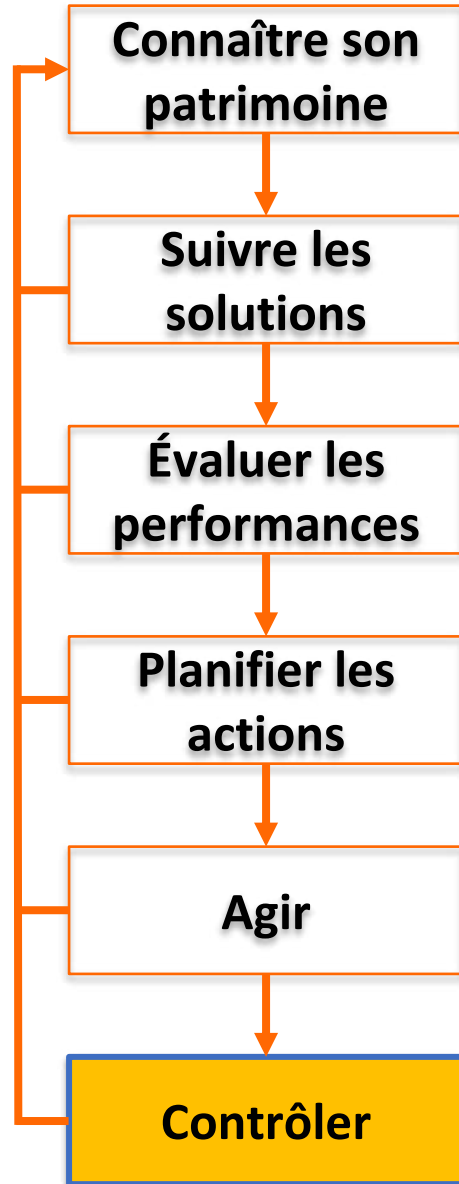 Connaître son
patrimoine
Suivre les
solutions
Évaluer les
performances
Planifier les
actions
Agir
Contrôler